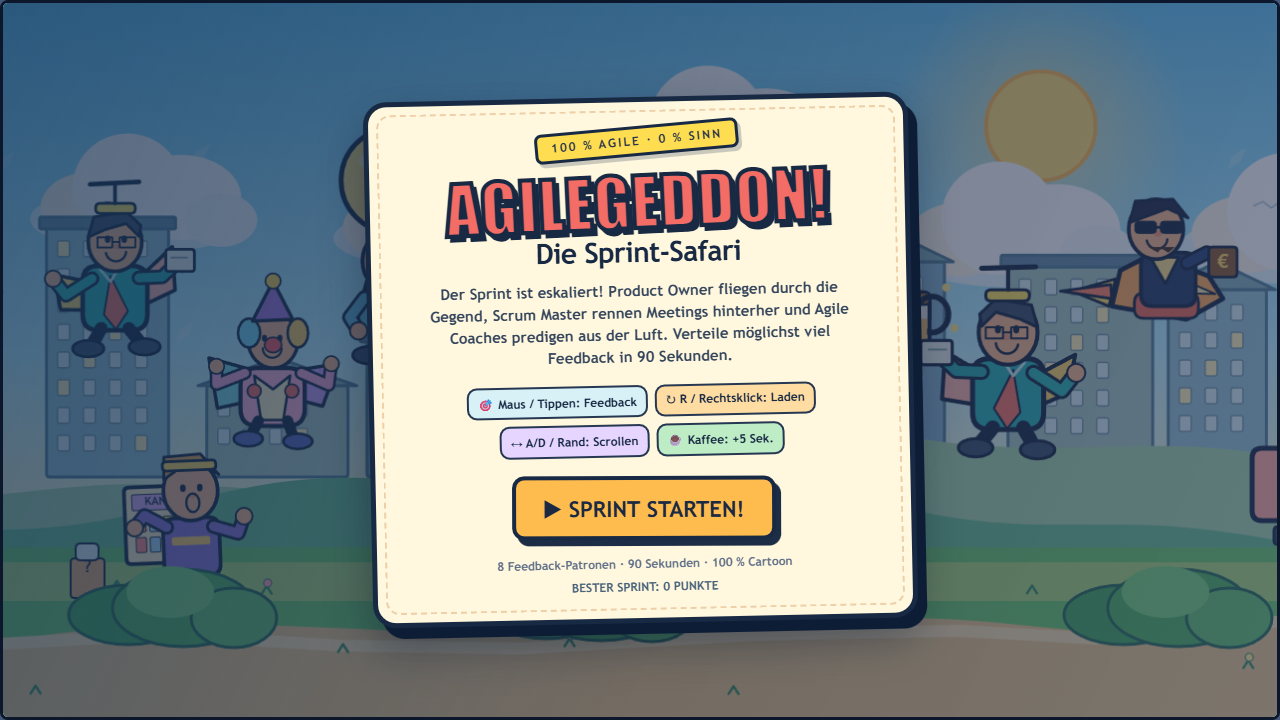 100 % AGILE · 0 % SINN
AGILEGEDDON!
Die Sprint-Safari
Der Sprint ist eskaliert! Product Owner fliegen durch die
Gegend, Scrum Master rennen Meetings hinterher und Agile
Coaches predigen aus der Luft. Verteile möglichst viel
Feedback in 90 Sekunden.
🎯 Maus / Tippen: Feedback
↻ R / Rechtsklick: Laden
↔ A/D / Rand: Scrollen
☕ Kaffee: +5 Sek.
▶ SPRINT STARTEN!
8 Feedback-Patronen · 90 Sekunden · 100 % Cartoon
BESTER SPRINT: 0 PUNKTE
€
?